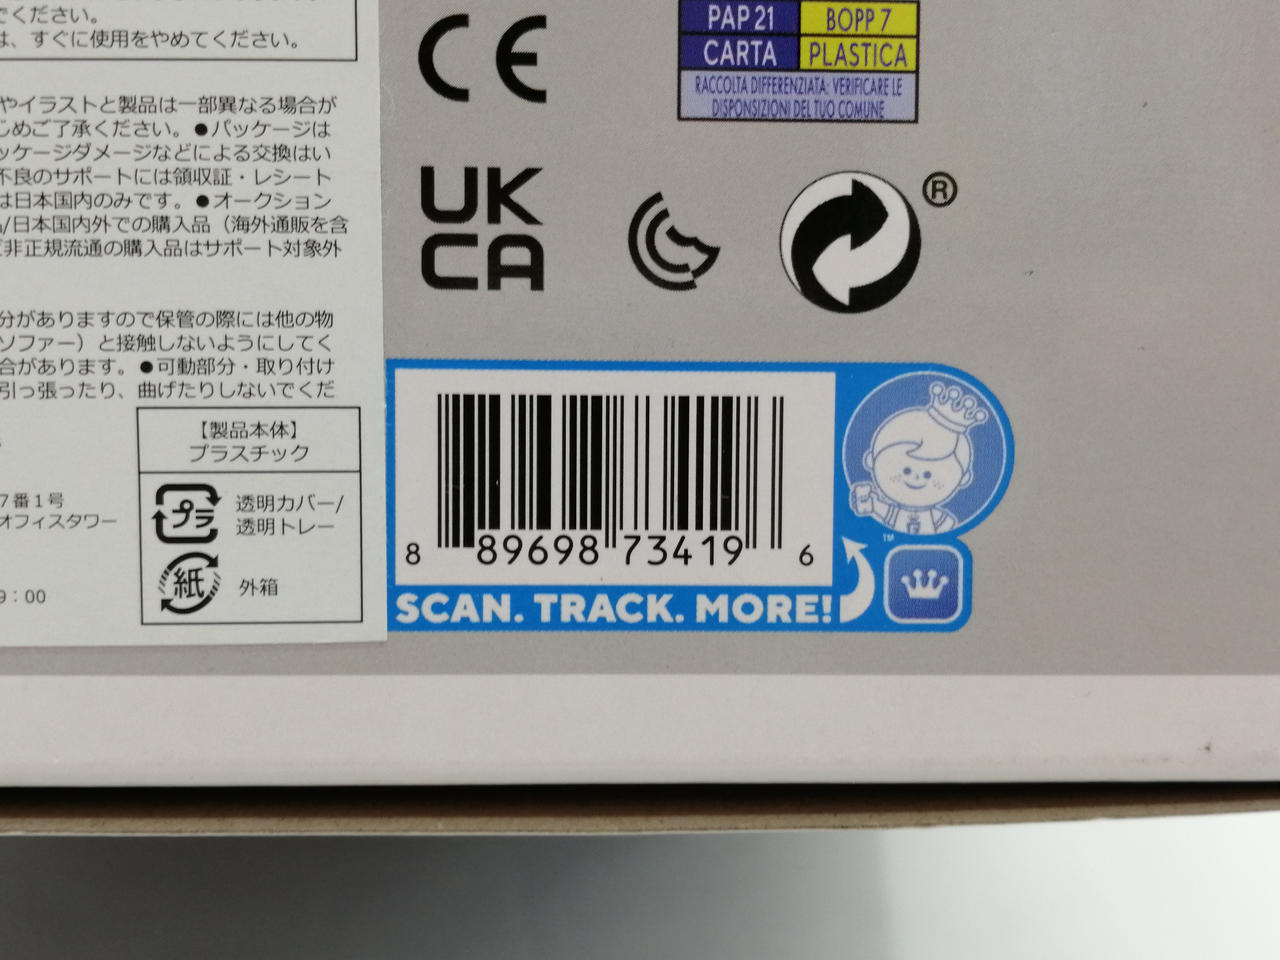 でください。
は、すぐに使用をやめてください。
やイラストと製品は一部異なる場合が
じめご了承ください。●パッケージは
ッケージダメージなどによる交換はい
不良のサポートには領収証・レシート
は日本国内のみです。●オークション
/日本国内外での購入品（海外通販を含
非正規流通の購入品はサポート対象外
分がありますので保管の際には他の物
ソファー）と接触しないようにしてく
合があります。●可動部分・取り付け
引っ張ったり、曲げたりしないでくだ
【製品本体】
プラスチック
7番1号
オフィスタワー
プラ
透明カバー/
透明トレー
9：00
紙
外箱
CE
PAP 21
BOPP 7
CARTA
PLASTICA
RACCOLTA DIFFERENZIATA: VERIFICARE LE
DISPONSIZIONI DEL TUO COMUNE
UK
CA
®
8 89698 73419 6
TM
SCAN. TRACK. MORE!